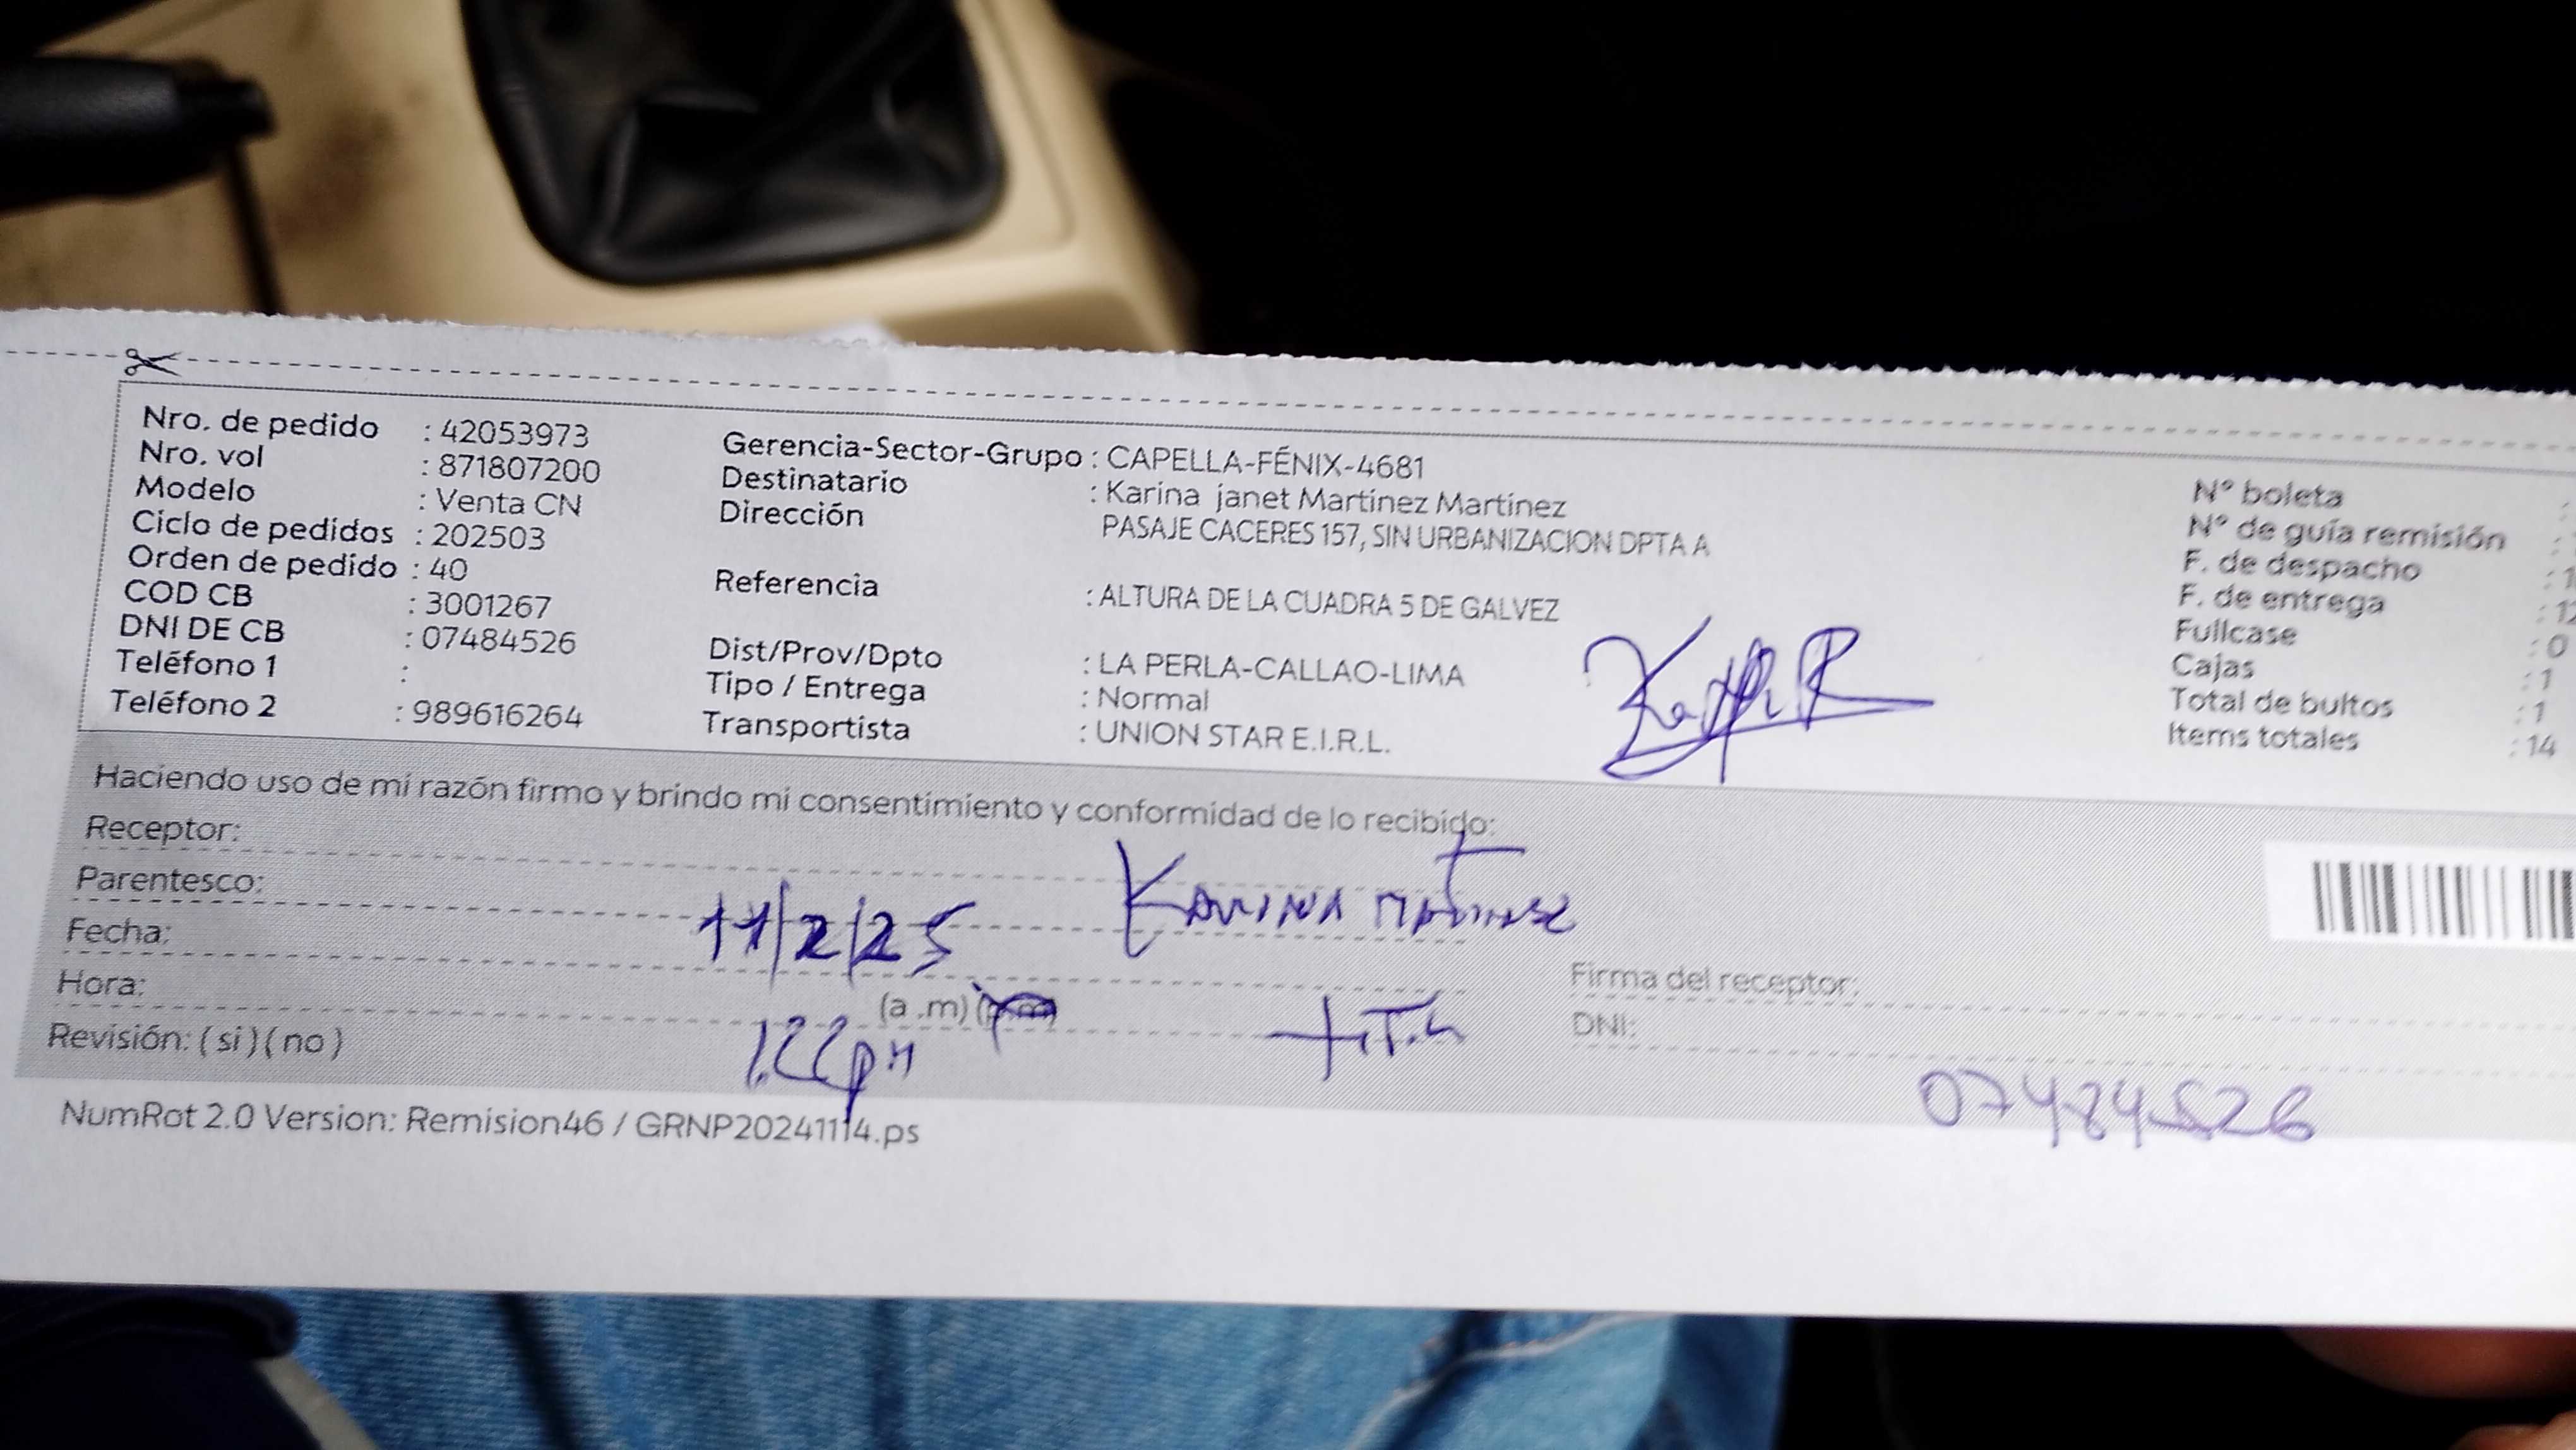 Nro. de pedido : 42053973
Nro. vol : 871807200
Modelo : Venta CN
Ciclo de pedidos : 202503
Orden de pedido : 40
COD CB : 3001267
DNI DE CB : 07484526
Teléfono 1 :
Teléfono 2 : 989616264
Gerencia-Sector-Grupo : CAPELLA-FÉNIX-4681
Destinatario : Karina janet Martinez Martinez
Dirección PASAJE CACERES 157, SIN URBANIZACION DPTA A
Referencia : ALTURA DE LA CUADRA 5 DE GALVEZ
Dist/Prov/Dpto : LA PERLA-CALLAO-LIMA
Tipo / Entrega : Normal
Transportista : UNION STAR E.I.R.L.
N° boleta :
N° de guía remisión :
F. de despacho : 1
F. de entrega : 12
Fullcase : 0
Cajas : 1
Total de bultos : 1
Items totales : 14
Haciendo uso de mi razón firmo y brindo mi consentimiento y conformidad de lo recibido:
Receptor:
Parentesco:
Karina
Fecha: 11/2/25
Hora: (a .m) (p.m)
1.22pm
Revisión: ( si ) ( no )
Firma del receptor:
DNI:
07484526
NumRot 2.0 Version: Remision46 / GRNP20241114.ps